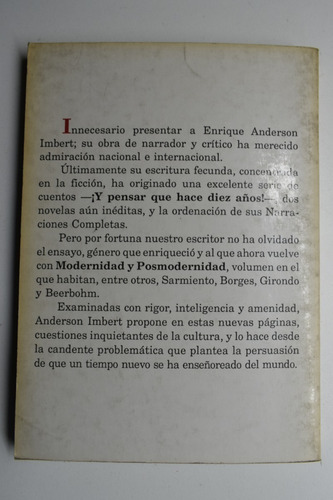 Innecesario presentar a Enrique Anderson
Imbert; su obra de narrador y crítico ha merecido
admiración nacional e internacional.
Últimamente su escritura fecunda, concentrada
en la ficción, ha originado una excelente serie de
cuentos —¡Y pensar que hace diez años!—, dos
novelas aún inéditas, y la ordenación de sus Narra-
ciones Completas.
Pero por fortuna nuestro escritor no ha olvidado
el ensayo, género que enriqueció y al que ahora vuelve
con Modernidad y Posmodernidad, volumen en el
que habitan, entre otros, Sarmiento, Borges, Girondo
y Beerbohm.
Examinadas con rigor, inteligencia y amenidad,
Anderson Imbert propone en estas nuevas páginas,
cuestiones inquietantes de la cultura, y lo hace desde
la candente problemática que plantea la persuasión
de que un tiempo nuevo se ha enseñoreado del mundo.